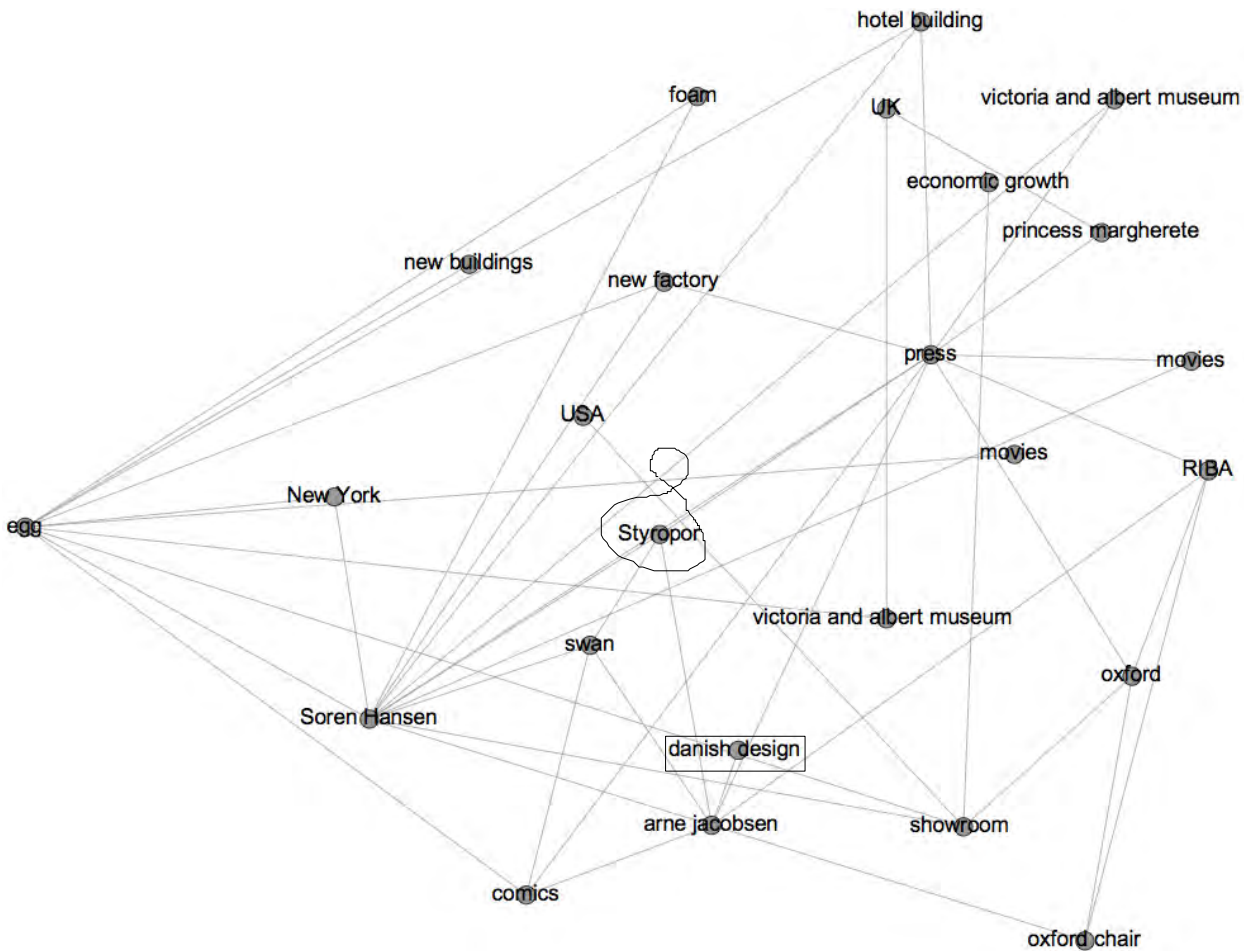 hotel building
foam
UK
victoria and albert museum
economic growth
princess margherete
new buildings
new factory
press
movies
USA
movies
RIBA
New York
egg
Styropor
victoria and albert museum
swan
oxford
Soren Hansen
danish design
arne jacobsen
showroom
comics
oxford chair